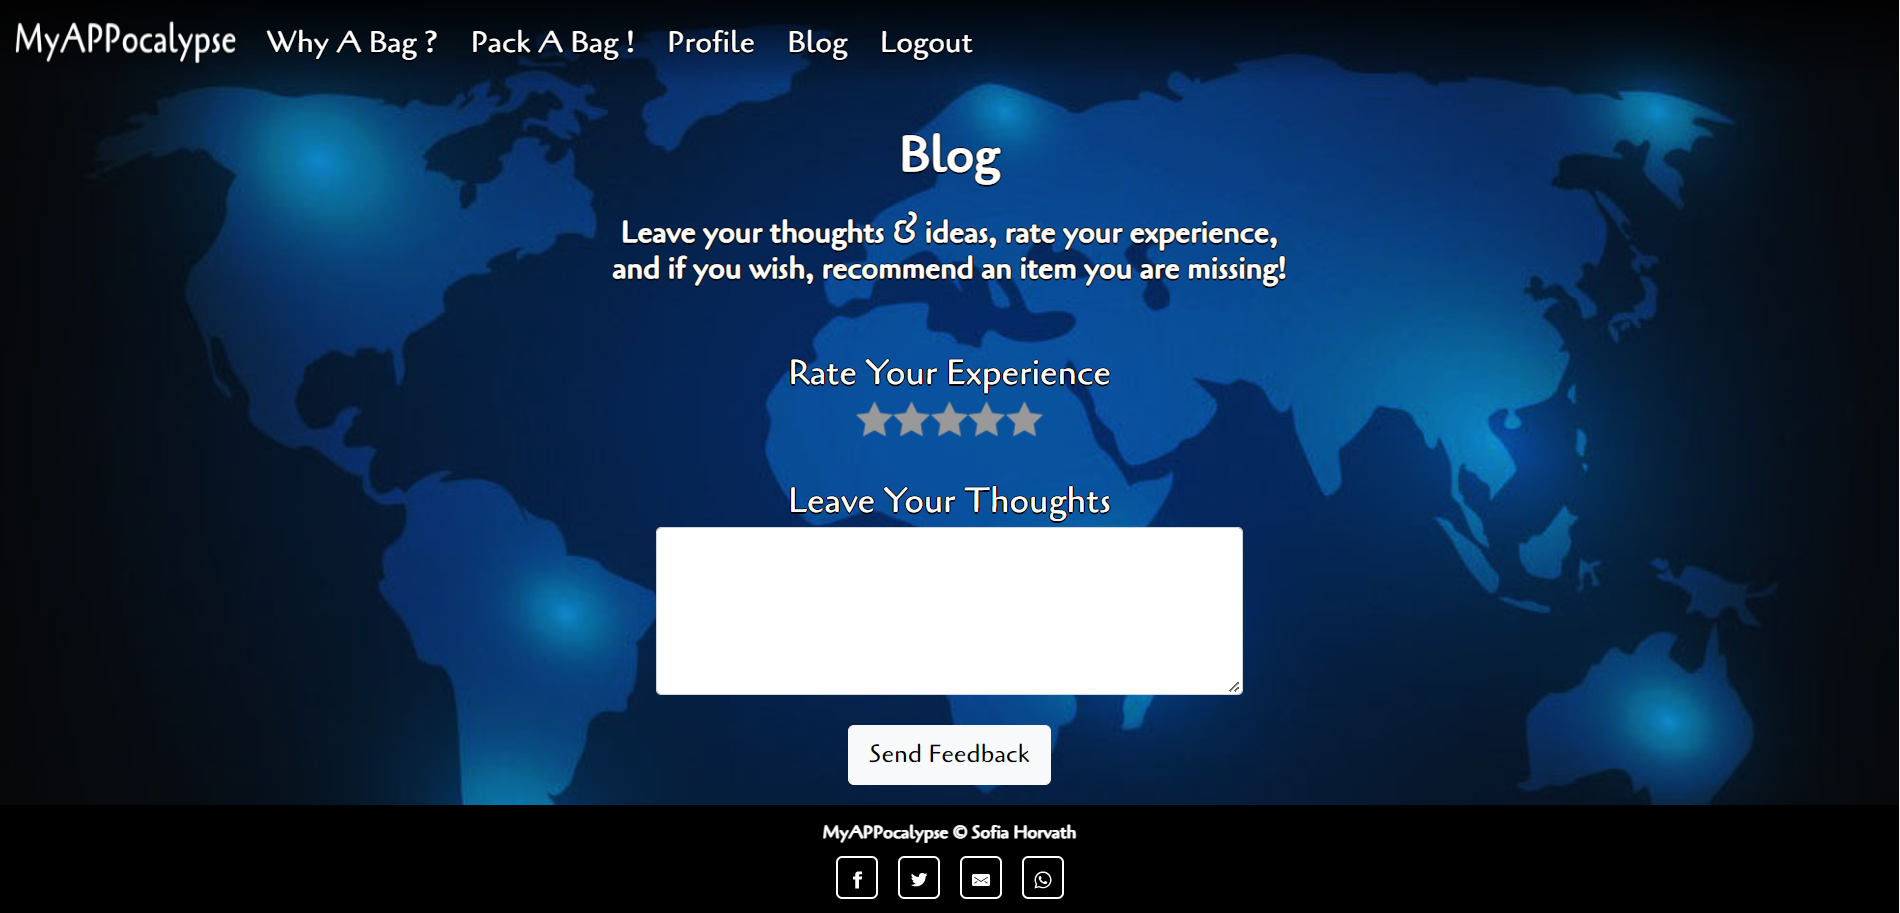 MyAPPocalypse Why A Bag ? Pack A Bag ! Profile Blog Logout
Blog
Leave your thoughts & ideas, rate your experience,
and if you wish, recommend an item you are missing!
Rate Your Experience
Leave Your Thoughts
Send Feedback
MyAPPocalypse © Sofia Horvath